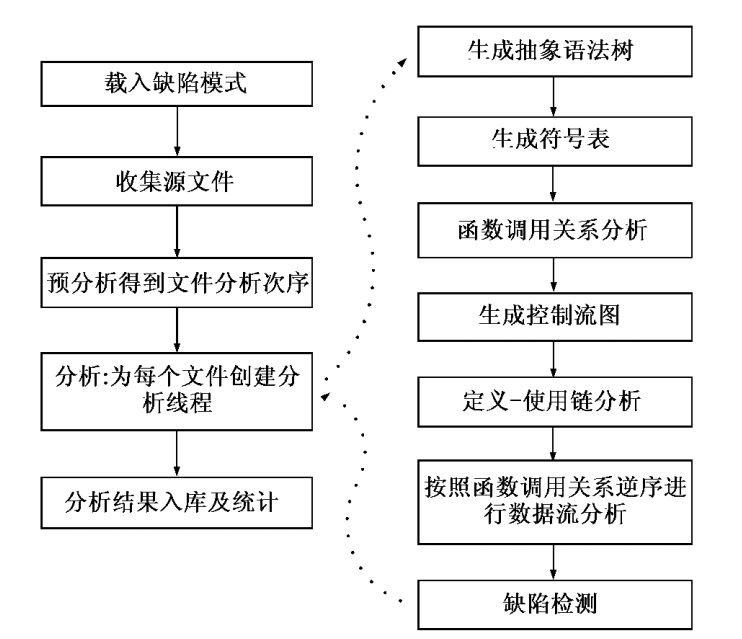 载入缺陷模式
收集源文件
预分析得到文件分析次序
分析:为每个文件创建分
析线程
分析结果入库及统计
生成抽象语法树
生成符号表
函数调用关系分析
生成控制流图
定义-使用链分析
按照函数调用关系逆序进
行数据流分析
缺陷检测